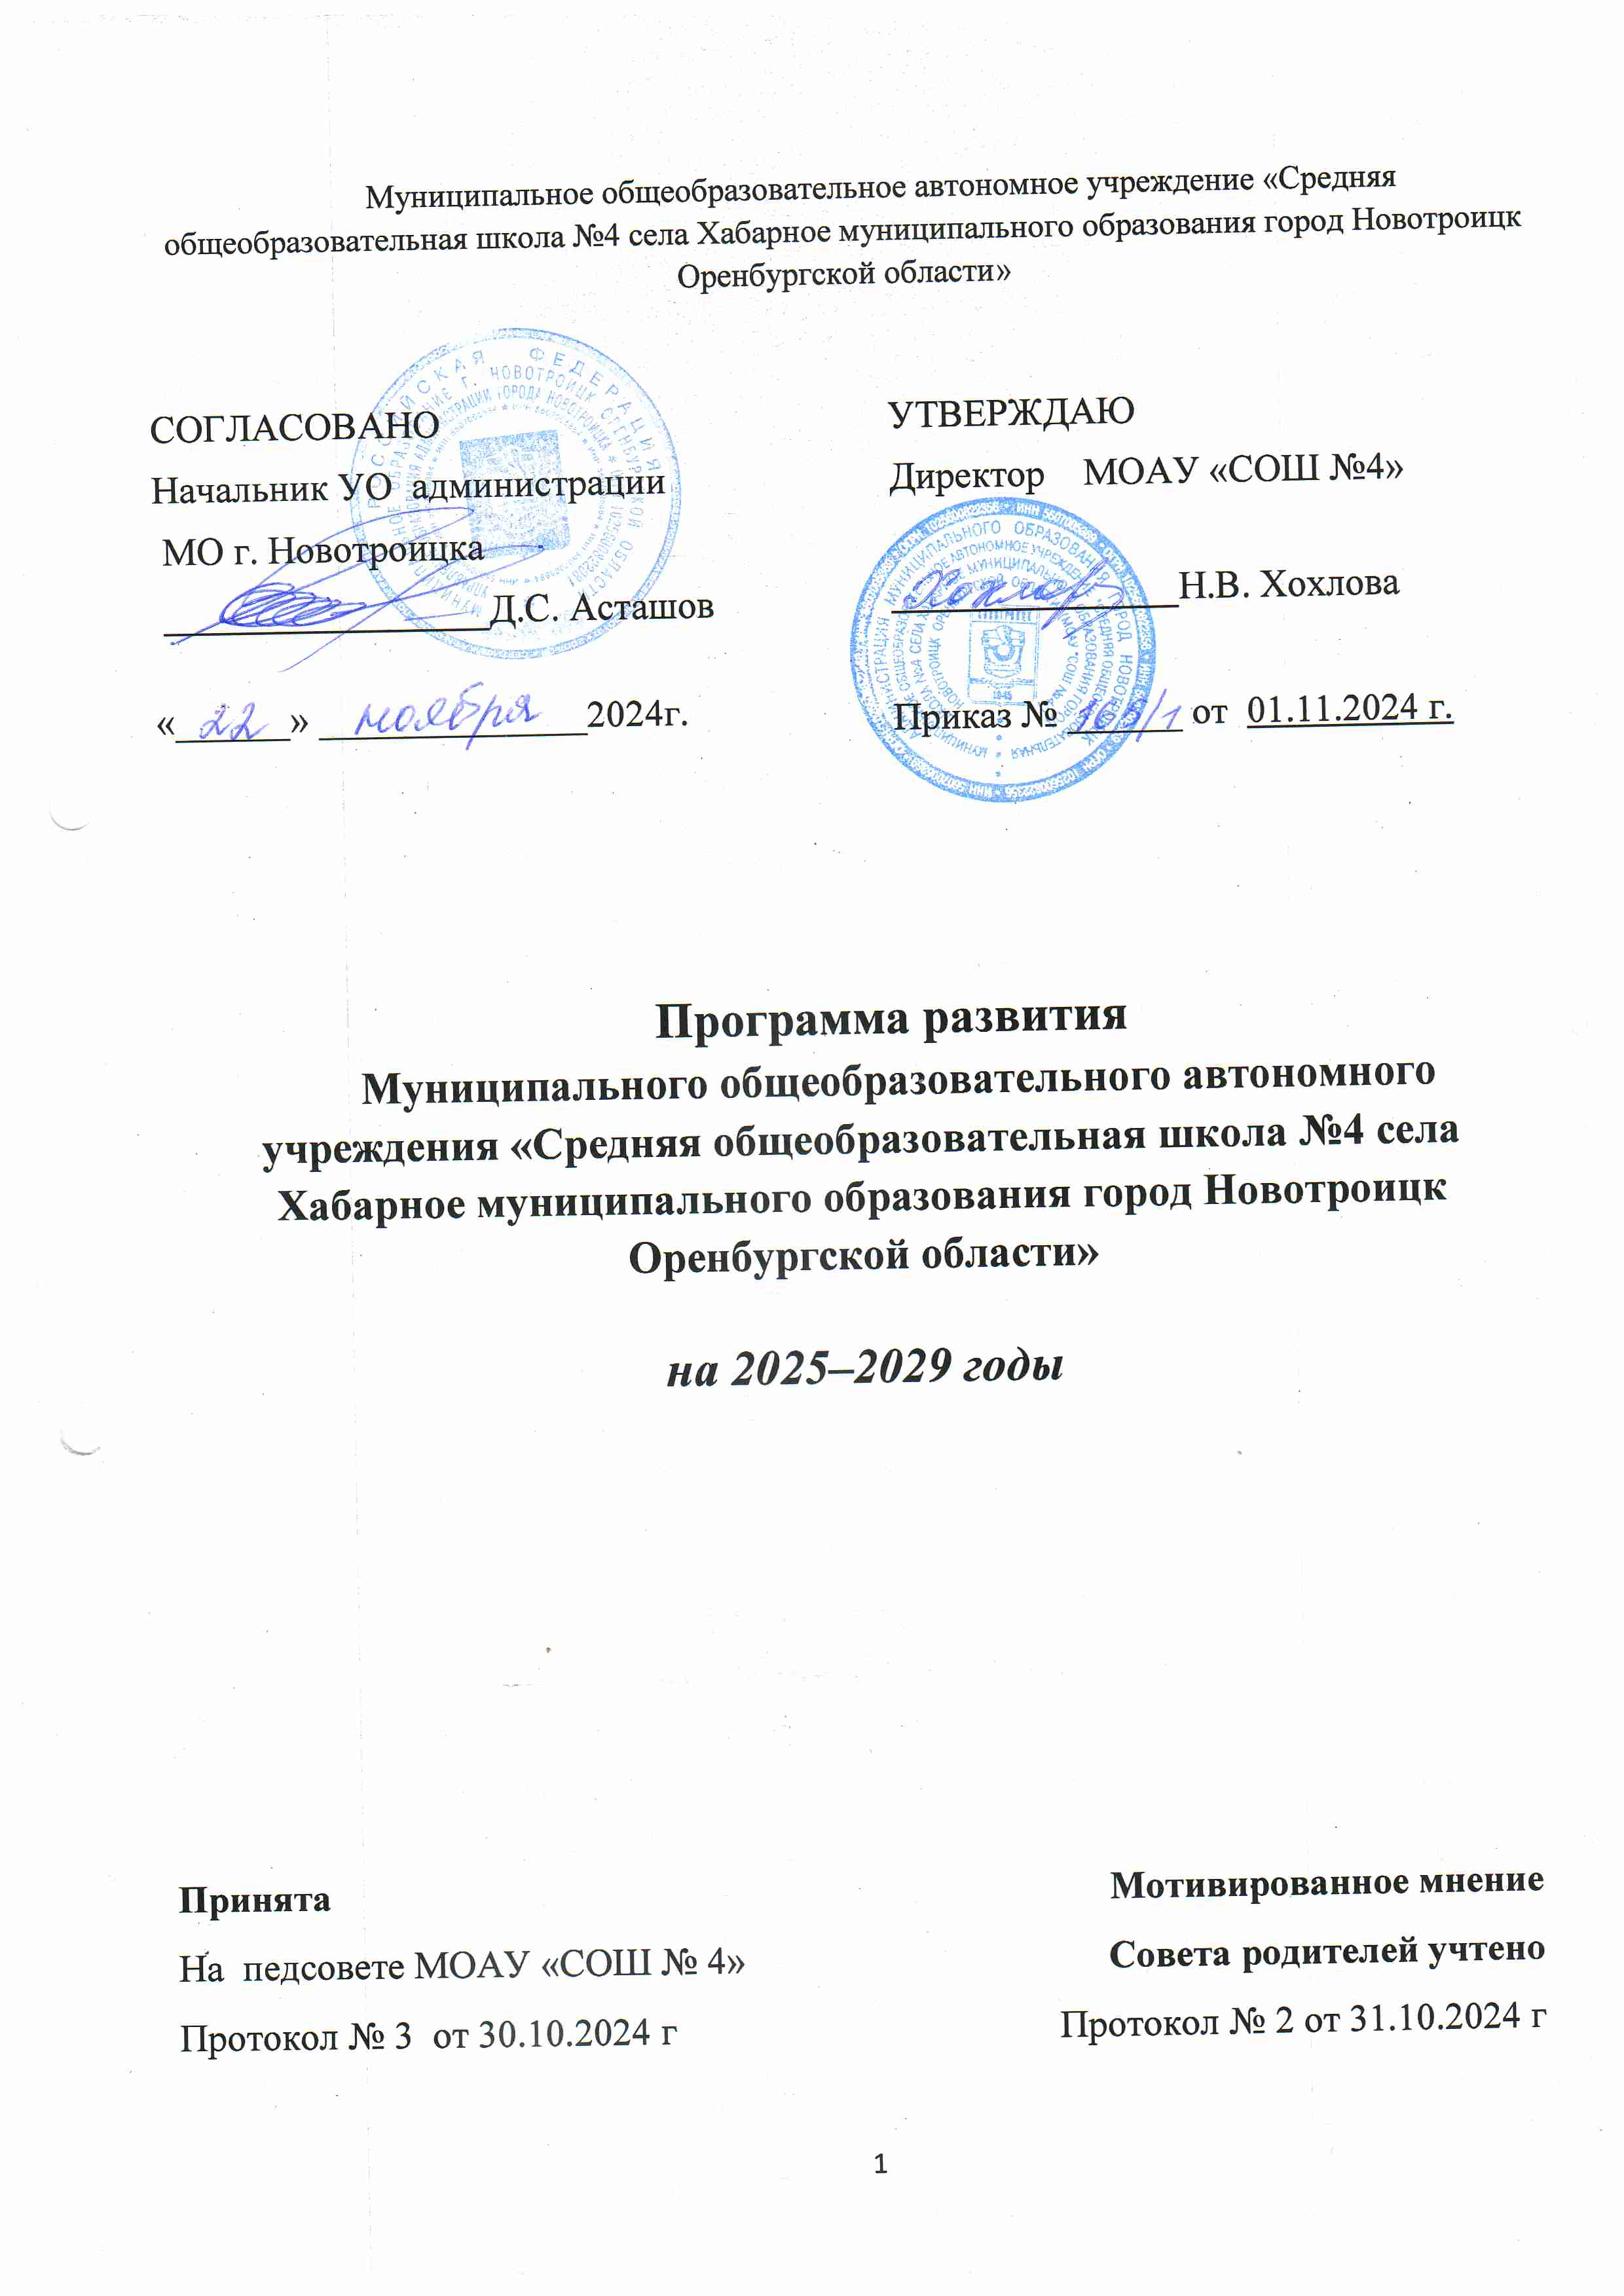 Муниципальное общеобразовательное автономное учреждение «Средняя
общеобразовательная школа №4 села Хабарное муниципального образования город Новотроицк
Оренбургской области»
СОГЛАСОВАНО
Начальник УО администрации
МО г. Новотроицка
Д.С. Асташов
«22» ноября 2024г.
УТВЕРЖДАЮ
Директор МОАУ «СОШ №4»
Н.В. Хохлова
Приказ № от 01.11.2024 г.
Программа развития
Муниципального общеобразовательного автономного
учреждения «Средняя общеобразовательная школа №4 села
Хабарное муниципального образования город Новотроицк
Оренбургской области»
на 2025–2029 годы
Принята
На педсовете МОАУ «СОШ № 4»
Протокол № 3 от 30.10.2024 г
Мотивированное мнение
Совета родителей учтено
Протокол № 2 от 31.10.2024 г
1